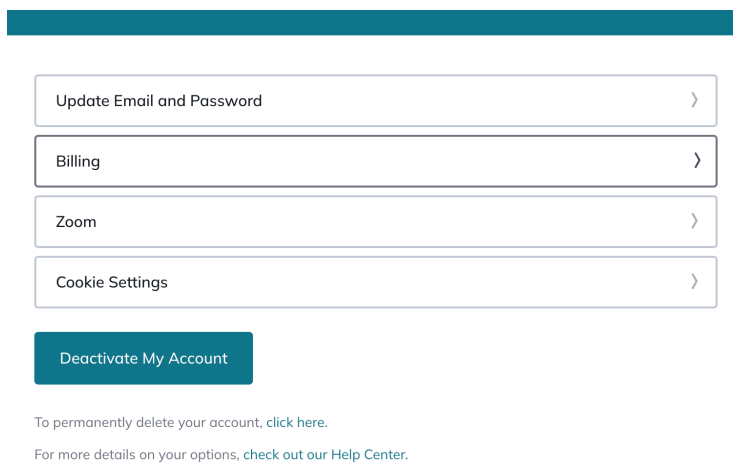 Update Email and Password
Billing
Zoom
Cookie Settings
Deactivate My Account
To permanently delete your account, click here.
For more details on your options, check out our Help Center.